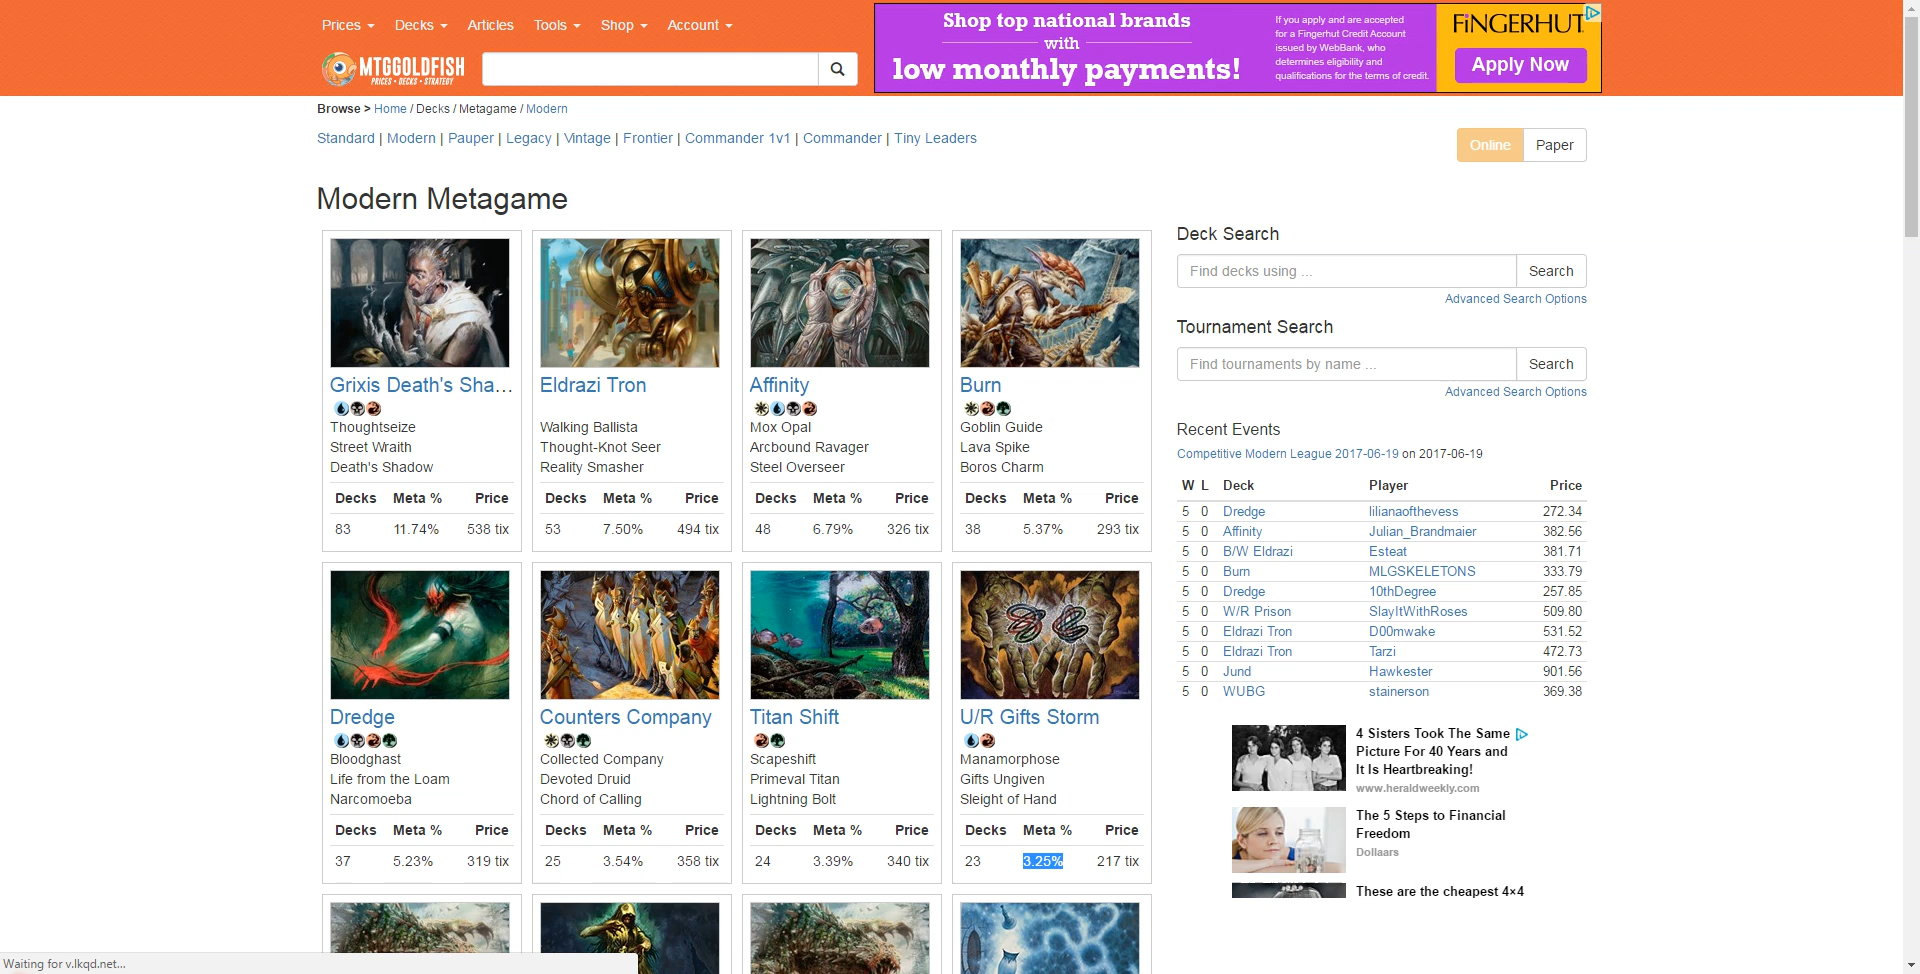 Prices Decks Articles Tools Shop Account
MTGGOLDFISH
PRICES • DECKS • STRATEGY
Shop top national brands
with
low monthly payments!
If you apply and are accepted
for a Fingerhut Credit Account
issued by WebBank, who
determines eligibility and
qualifications for the terms of credit.
FiNGERHUT
Apply Now
Browse > Home / Decks / Metagame / Modern
Standard | Modern | Pauper | Legacy | Vintage | Frontier | Commander 1v1 | Commander | Tiny Leaders
Online Paper
Modern Metagame
Grixis Death's Sha...
Thoughtseize
Street Wraith
Death's Shadow
Decks Meta % Price
83 11.74% 538 tix
Eldrazi Tron
Walking Ballista
Thought-Knot Seer
Reality Smasher
Decks Meta % Price
53 7.50% 494 tix
Affinity
Mox Opal
Arcbound Ravager
Steel Overseer
Decks Meta % Price
48 6.79% 326 tix
Burn
Goblin Guide
Lava Spike
Boros Charm
Decks Meta % Price
38 5.37% 293 tix
Dredge
Bloodghast
Life from the Loam
Narcomoeba
Decks Meta % Price
37 5.23% 319 tix
Counters Company
Collected Company
Devoted Druid
Chord of Calling
Decks Meta % Price
25 3.54% 358 tix
Titan Shift
Scapeshift
Primeval Titan
Lightning Bolt
Decks Meta % Price
24 3.39% 340 tix
U/R Gifts Storm
Manamorphose
Gifts Ungiven
Sleight of Hand
Decks Meta % Price
23 3.25% 217 tix
Deck Search
Find decks using ... Search
Advanced Search Options
Tournament Search
Find tournaments by name ... Search
Advanced Search Options
Recent Events
Competitive Modern League 2017-06-19 on 2017-06-19
W L Deck Player Price
5 0 Dredge lilianaofthevess 272.34
5 0 Affinity Julian_Brandmaier 382.56
5 0 B/W Eldrazi Esteat 381.71
5 0 Burn MLGSKELETONS 333.79
5 0 Dredge 10thDegree 257.85
5 0 W/R Prison SlayItWithRoses 509.80
5 0 Eldrazi Tron D00mwake 531.52
5 0 Eldrazi Tron Tarzi 472.73
5 0 Jund Hawkester 901.56
5 0 WUBG stainerson 369.38
4 Sisters Took The Same
Picture For 40 Years and
It Is Heartbreaking!
www.heraldweekly.com
The 5 Steps to Financial
Freedom
Dollaars
These are the cheapest 4×4
Waiting for v.lkqd.net...